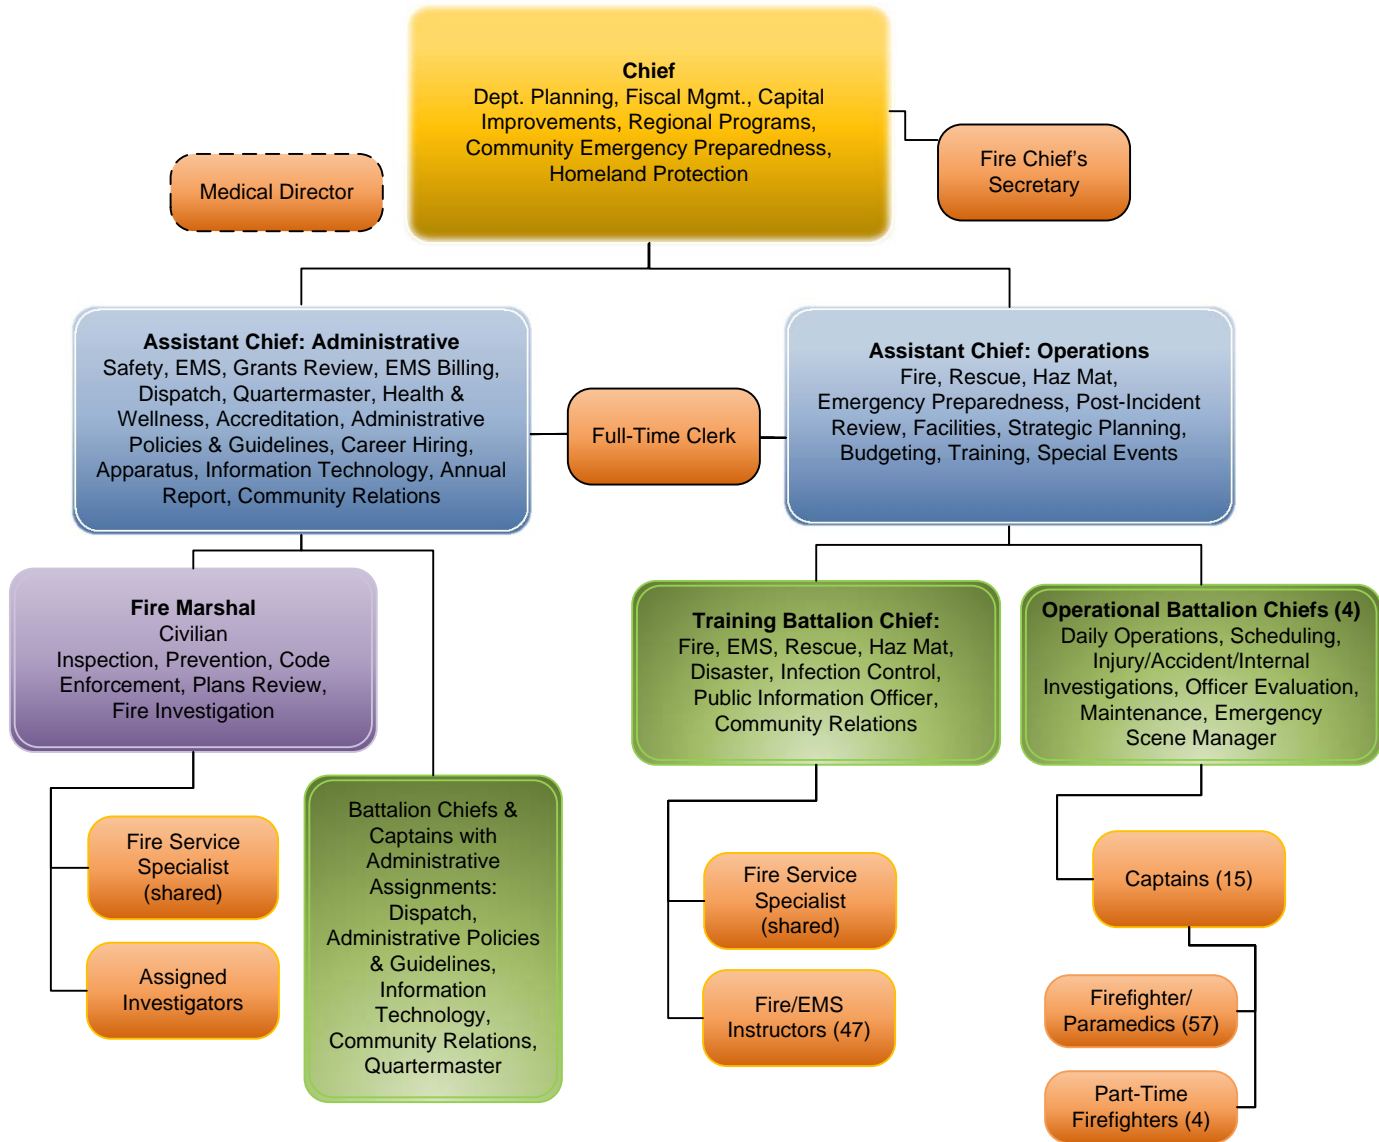 Chief
Dept. Planning, Fiscal Mgmt., Capital
Improvements, Regional Programs,
Community Emergency Preparedness,
Homeland Protection
Medical Director
Fire Chief's
Secretary
Assistant Chief: Administrative
Safety, EMS, Grants Review, EMS Billing,
Dispatch, Quartermaster, Health &
Wellness, Accreditation, Administrative
Policies & Guidelines, Career Hiring,
Apparatus, Information Technology, Annual
Report, Community Relations
Full-Time Clerk
Assistant Chief: Operations
Fire, Rescue, Haz Mat,
Emergency Preparedness, Post-Incident
Review, Facilities, Strategic Planning,
Budgeting, Training, Special Events
Fire Marshal
Civilian
Inspection, Prevention, Code
Enforcement, Plans Review,
Fire Investigation
Training Battalion Chief:
Fire, EMS, Rescue, Haz Mat,
Disaster, Infection Control,
Public Information Officer,
Community Relations
Operational Battalion Chiefs (4)
Daily Operations, Scheduling,
Injury/Accident/Internal
Investigations, Officer Evaluation,
Maintenance, Emergency
Scene Manager
Fire Service
Specialist
(shared)
Assigned
Investigators
Battalion Chiefs &
Captains with
Administrative
Assignments:
Dispatch,
Administrative Policies
& Guidelines,
Information
Technology,
Community Relations,
Quartermaster
Fire Service
Specialist
(shared)
Fire/EMS
Instructors (47)
Captains (15)
Firefighter/
Paramedics (57)
Part-Time
Firefighters (4)